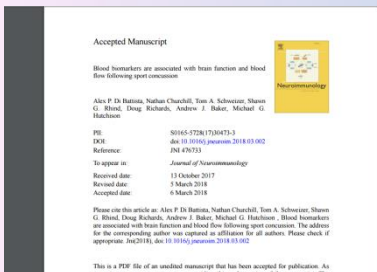 Accepted Manuscript
Neuroimmunology
Blood biomarkers are associated with brain function and blood
flow following sport concussion
Alex P. Di Battista, Nathan Churchill, Tom A. Schweizer, Shawn
G. Rhind, Doug Richards, Andrew J. Baker, Michael G.
Hutchison
PII: S0165-5728(17)30473-3
DOI: doi:10.1016/j.jneuroim.2018.03.002
Reference: JNI 476733
To appear in: Journal of Neuroimmunology
Received date: 13 October 2017
Revised date: 5 March 2018
Accepted date: 6 March 2018
Please cite this article as: Alex P. Di Battista, Nathan Churchill, Tom A. Schweizer, Shawn
G. Rhind, Doug Richards, Andrew J. Baker, Michael G. Hutchison , Blood biomarkers
are associated with brain function and blood flow following sport concussion. The address
for the corresponding author was captured as affiliation for all authors. Please check if
appropriate. Jni(2018), doi:10.1016/j.jneuroim.2018.03.002
This is a PDF file of an unedited manuscript that has been accepted for publication. As